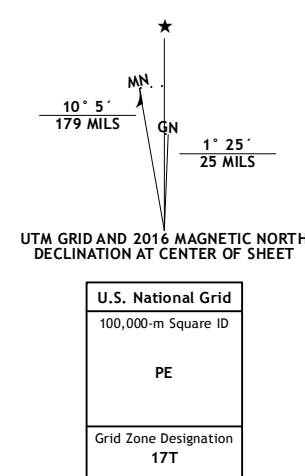 MN
10° 5´
179 MILS
GN
1° 25´
25 MILS
UTM GRID AND 2016 MAGNETIC NORTH
DECLINATION AT CENTER OF SHEET
U.S. National Grid
100,000-m Square ID
PE
Grid Zone Designation
17T